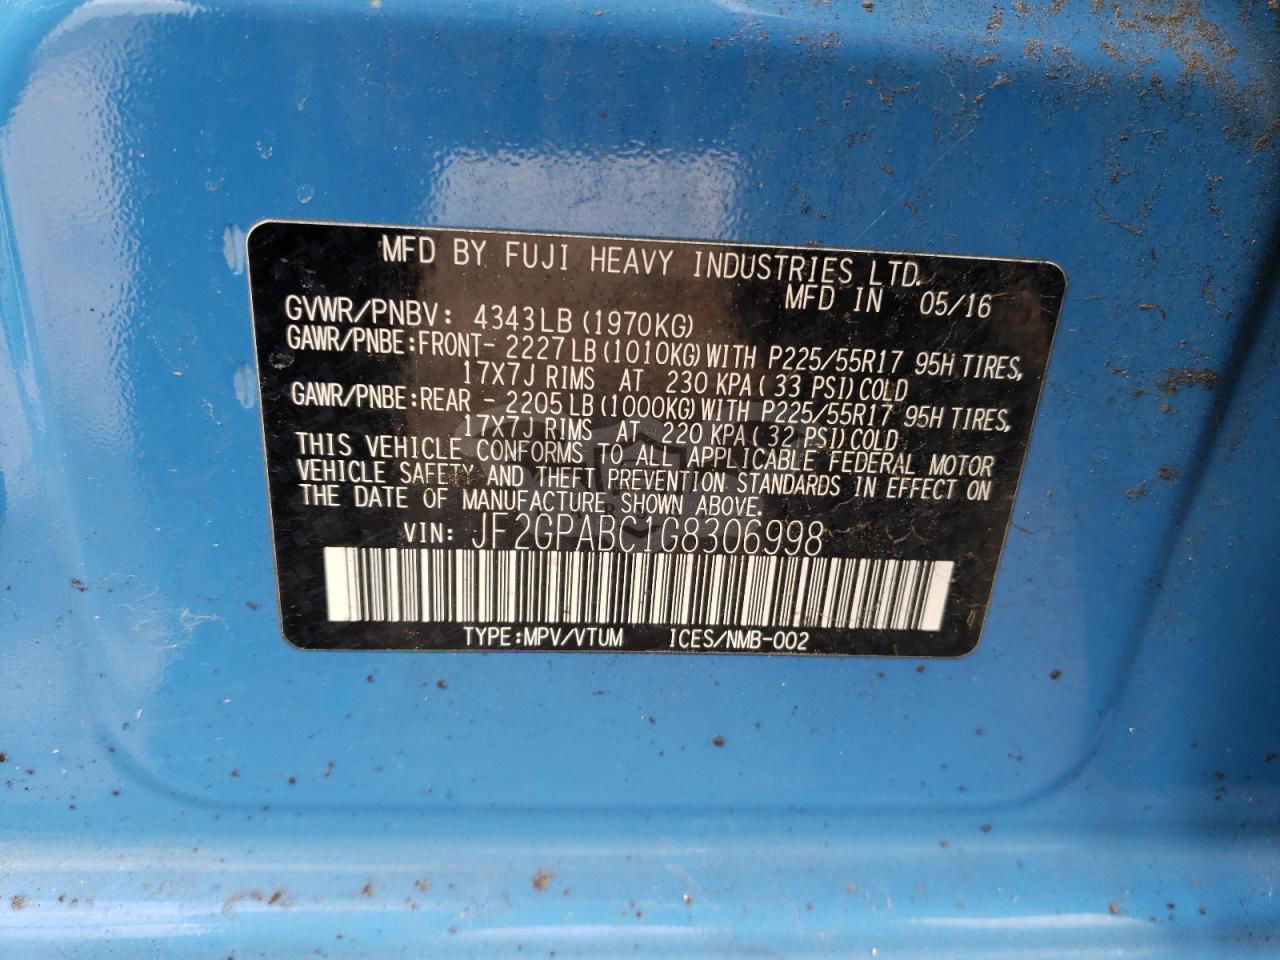 MFD BY FUJI HEAVY INDUSTRIES LTD.
MFD IN 05/16
GVWR/PNBV: 4343LB (1970KG)
GAWR/PNBE:FRONT- 2227LB(1010KG)WITH P225/55R17 95H TIRES,
17X7J RIMS AT 230 KPA( 33 PSI)COLD
GAWR/PNBE:REAR - 2205LB(1000KG)WITH P225/55R17 95H TIRES,
17X7J RIMS AT 220 KPA( 32 PSI)COLD
THIS VEHICLE CONFORMS TO ALL APPLICABLE FEDERAL MOTOR
VEHICLE SAFETY AND THEFT PREVENTION STANDARDS IN EFFECT ON
THE DATE OF MANUFACTURE SHOWN ABOVE.
VIN: JF2GPABC1G8306998
TYPE:MPV/VTUM ICES/NMB-002